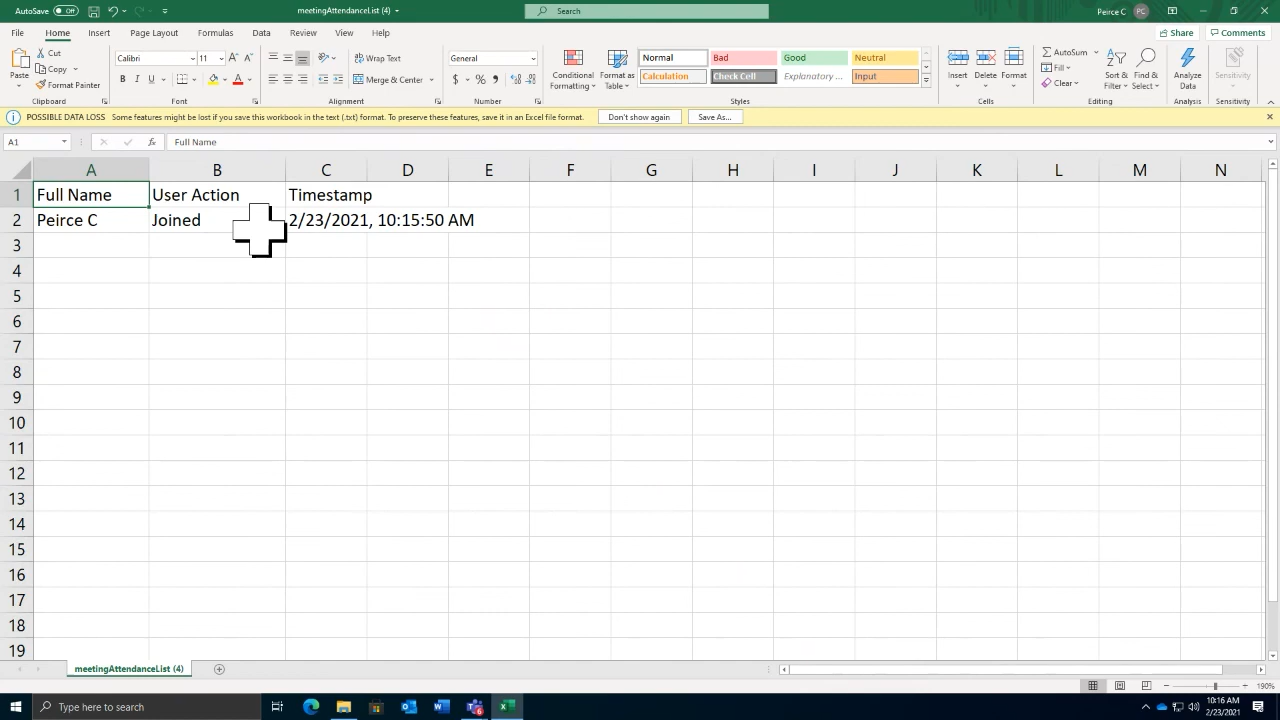 AutoSave Off meetingAttendanceList (4) Search Peirce C PC
File Home Insert Page Layout Formulas Data Review View Help Share Comments
Paste Cut Copy Format Painter Clipboard
Calibri 11 A A B I U A Font
Wrap Text Merge & Center Alignment
General $ % Number
Conditional Formatting Format as Table
Normal Bad Good Neutral
Calculation Check Cell Explanatory ... Input
Styles
Insert Delete Format Cells
AutoSum Fill Clear Sort & Filter Find & Select Editing
Analyze Data Analysis
Sensitivity Sensitivity
POSSIBLE DATA LOSS Some features might be lost if you save this workbook in the text (.txt) format. To preserve these features, save it in an Excel file format. Don't show again Save As...
A1 fx Full Name
A B C D E F G H I J K L M N
1 Full Name User Action Timestamp
2 Peirce C Joined 2/23/2021, 10:15:50 AM
3
4
5
6
7
8
9
10
11
12
13
14
15
16
17
18
19
meetingAttendanceList (4)
190%
Type here to search 6 10:16 AM
2/23/2021